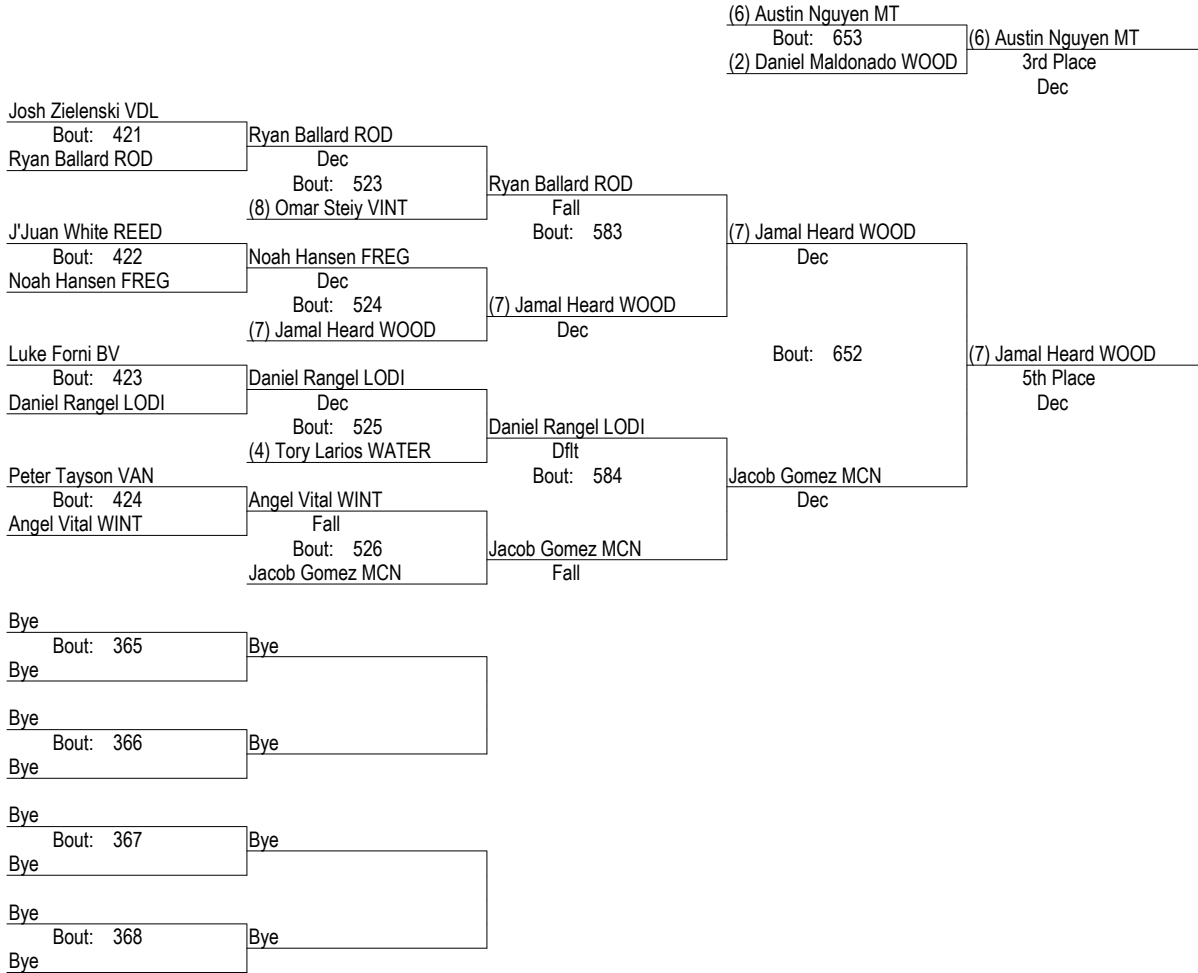 (6) Austin Nguyen MT
Bout: 653
(6) Austin Nguyen MT
(2) Daniel Maldonado WOOD
3rd Place
Dec
Josh Zielenski VDL
Bout: 421
Ryan Ballard ROD
Ryan Ballard ROD
Dec
Bout: 523
Ryan Ballard ROD
(8) Omar Steiy VINT
Fall
J'Juan White REED
Bout: 583
(7) Jamal Heard WOOD
Bout: 422
Noah Hansen FREG
Dec
Noah Hansen FREG
Dec
Bout: 524
(7) Jamal Heard WOOD
(7) Jamal Heard WOOD
Dec
Luke Forni BV
Bout: 652
(7) Jamal Heard WOOD
Bout: 423
Daniel Rangel LODI
5th Place
Daniel Rangel LODI
Dec
Dec
Bout: 525
Daniel Rangel LODI
(4) Tory Larios WATER
Dflt
Peter Tayson VAN
Bout: 584
Jacob Gomez MCN
Bout: 424
Angel Vital WINT
Dec
Angel Vital WINT
Fall
Bout: 526
Jacob Gomez MCN
Jacob Gomez MCN
Fall
Bye
Bout: 365
Bye
Bye
Bye
Bout: 366
Bye
Bye
Bye
Bout: 367
Bye
Bye
Bye
Bout: 368
Bye
Bye